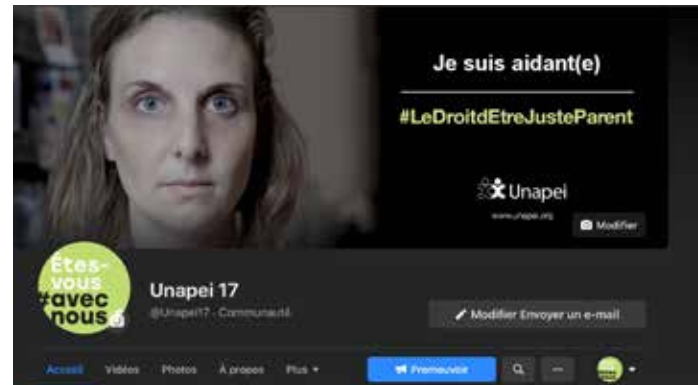 Je suis aidant(e)
#LeDroitdEtreJusteParent
Unapei
www.unapei.org
Modifier
Êtes-
vous
#avec
nous
Unapei 17
@Unapei17 · Communauté
Modifier Envoyer un e-mail
Accueil Vidéos Photos À propos Plus
Promouvoir